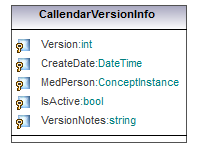 CallendarVersionInfo
Version:int
CreateDate:DateTime
MedPerson:ConceptInstance
IsActive:bool
VersionNotes:string